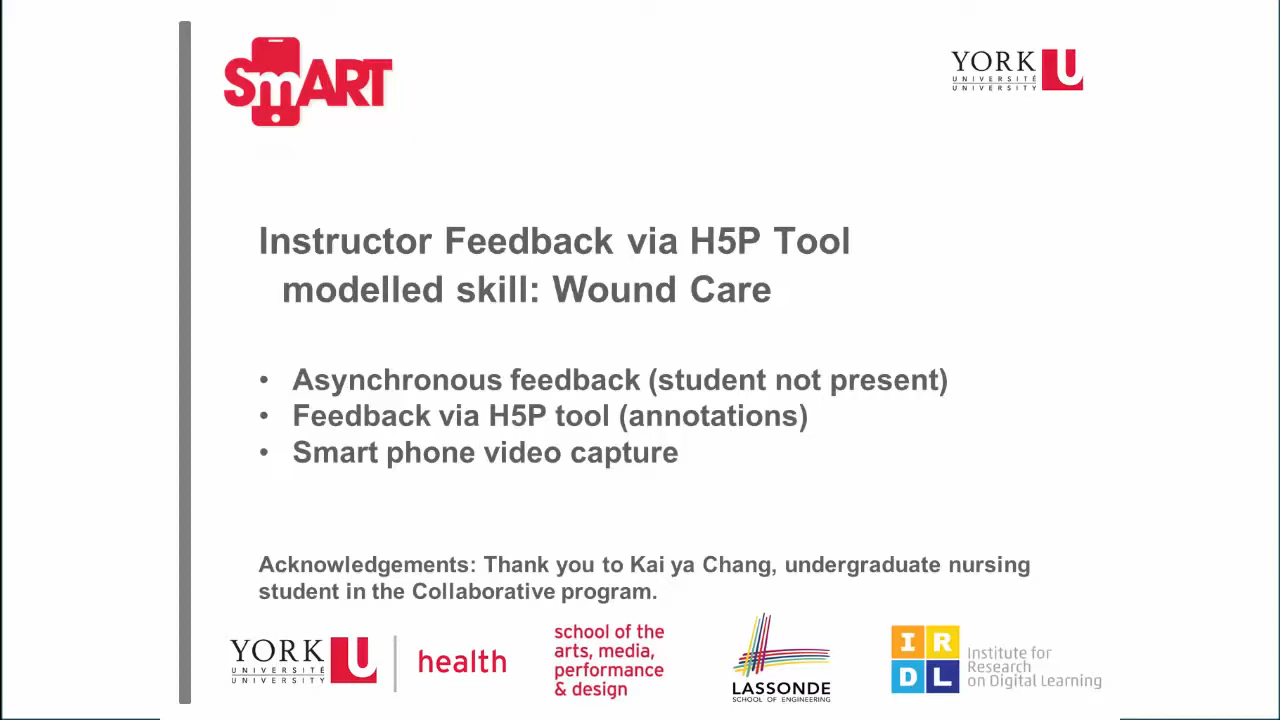 SmART
YORK
UNIVERSITÉ
UNIVERSITY
U
Instructor Feedback via H5P Tool
modelled skill: Wound Care
• Asynchronous feedback (student not present)
• Feedback via H5P tool (annotations)
• Smart phone video capture
Acknowledgements: Thank you to Kai ya Chang, undergraduate nursing
student in the Collaborative program.
YORK
UNIVERSITÉ
UNIVERSITY
U
health
school of the
arts, media,
performance
& design
LASSONDE
SCHOOL OF ENGINEERING
IR
DL
Institute for
Research
on Digital Learning